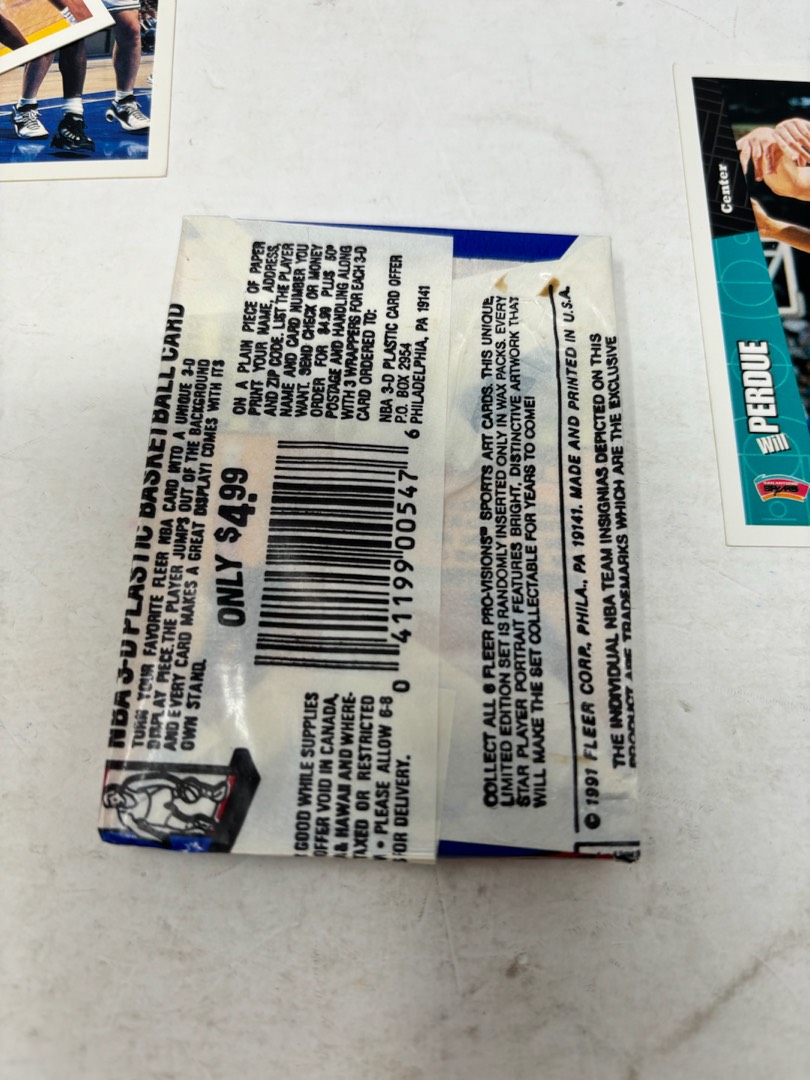 NBA 3-D PLASTIC BASKETBALL CARD
TURN YOUR FAVORITE FLEER NBA CARD INTO A UNIQUE 3-D
DISPLAY PIECE. THE PLAYER JUMPS OUT OF THE BACKGROUND
AND EVERY CARD MAKES A GREAT DISPLAY! COMES WITH ITS
OWN STAND.
ONLY $4.99
ON A PLAIN PIECE OF PAPER
PRINT YOUR NAME, ADDRESS,
AND ZIP CODE. LIST THE PLAYER
NAME AND CARD NUMBER YOU
WANT. SEND CHECK OR MONEY
ORDER FOR $4.99 PLUS 50¢
POSTAGE AND HANDLING ALONG
WITH 3 WRAPPERS FOR EACH 3-D
CARD ORDERED TO:
NBA 3-D PLASTIC CARD OFFER
P.O. BOX 2954
PHILADELPHIA, PA 19141
0 41199 00547 6
GOOD WHILE SUPPLIES
OFFER VOID IN CANADA,
& HAWAII AND WHERE-
TAXED OR RESTRICTED
• PLEASE ALLOW 6-8
FOR DELIVERY.
COLLECT ALL 6 FLEER PRO-VISIONS™ SPORTS ART CARDS. THIS UNIQUE,
LIMITED EDITION SET IS RANDOMLY INSERTED ONLY IN WAX PACKS. EVERY
STAR PLAYER PORTRAIT FEATURES BRIGHT, DISTINCTIVE ARTWORK THAT
WILL MAKE THE SET COLLECTABLE FOR YEARS TO COME!
© 1991 FLEER CORP., PHILA., PA 19141. MADE AND PRINTED IN U.S.A.
THE INDIVIDUAL NBA TEAM INSIGNIAS DEPICTED ON THIS
PRODUCT ARE TRADEMARKS WHICH ARE THE EXCLUSIVE
Center
Will PERDUE
SPURS